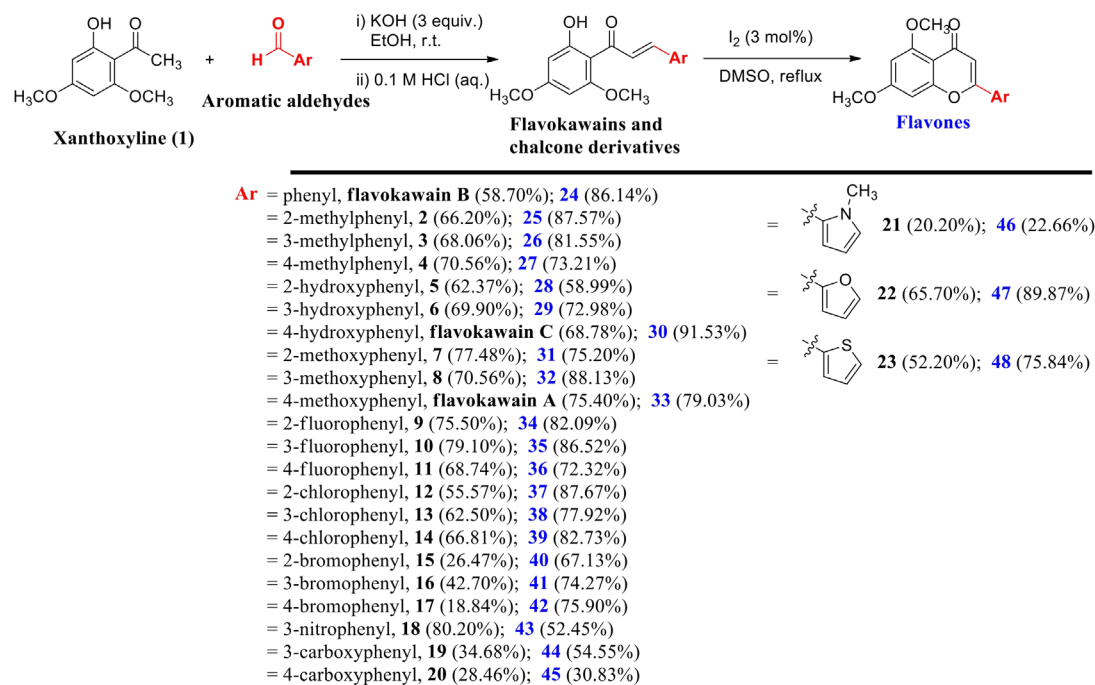 OH O
CH₃
H₃CO OCH₃
Xanthoxyline (1)
+
O
H Ar
Aromatic aldehydes
i) KOH (3 equiv.)
EtOH, r.t.
ii) 0.1 M HCl (aq.)
OH O
Ar
H₃CO OCH₃
Flavokawains and
chalcone derivatives
I₂ (3 mol%)
DMSO, reflux
OCH₃O
H₃CO O Ar
Flavones
Ar = phenyl, flavokawain B (58.70%); 24 (86.14%)
= 2-methylphenyl, 2 (66.20%); 25 (87.57%)
= 3-methylphenyl, 3 (68.06%); 26 (81.55%)
= 4-methylphenyl, 4 (70.56%); 27 (73.21%)
= 2-hydroxyphenyl, 5 (62.37%); 28 (58.99%)
= 3-hydroxyphenyl, 6 (69.90%); 29 (72.98%)
= 4-hydroxyphenyl, flavokawain C (68.78%); 30 (91.53%)
= 2-methoxyphenyl, 7 (77.48%); 31 (75.20%)
= 3-methoxyphenyl, 8 (70.56%); 32 (88.13%)
= 4-methoxyphenyl, flavokawain A (75.40%); 33 (79.03%)
= 2-fluorophenyl, 9 (75.50%); 34 (82.09%)
= 3-fluorophenyl, 10 (79.10%); 35 (86.52%)
= 4-fluorophenyl, 11 (68.74%); 36 (72.32%)
= 2-chlorophenyl, 12 (55.57%); 37 (87.67%)
= 3-chlorophenyl, 13 (62.50%); 38 (77.92%)
= 4-chlorophenyl, 14 (66.81%); 39 (82.73%)
= 2-bromophenyl, 15 (26.47%); 40 (67.13%)
= 3-bromophenyl, 16 (42.70%); 41 (74.27%)
= 4-bromophenyl, 17 (18.84%); 42 (75.90%)
= 3-nitrophenyl, 18 (80.20%); 43 (52.45%)
= 3-carboxyphenyl, 19 (34.68%); 44 (54.55%)
= 4-carboxyphenyl, 20 (28.46%); 45 (30.83%)
CH₃
= N 21 (20.20%); 46 (22.66%)
= O 22 (65.70%); 47 (89.87%)
= S 23 (52.20%); 48 (75.84%)